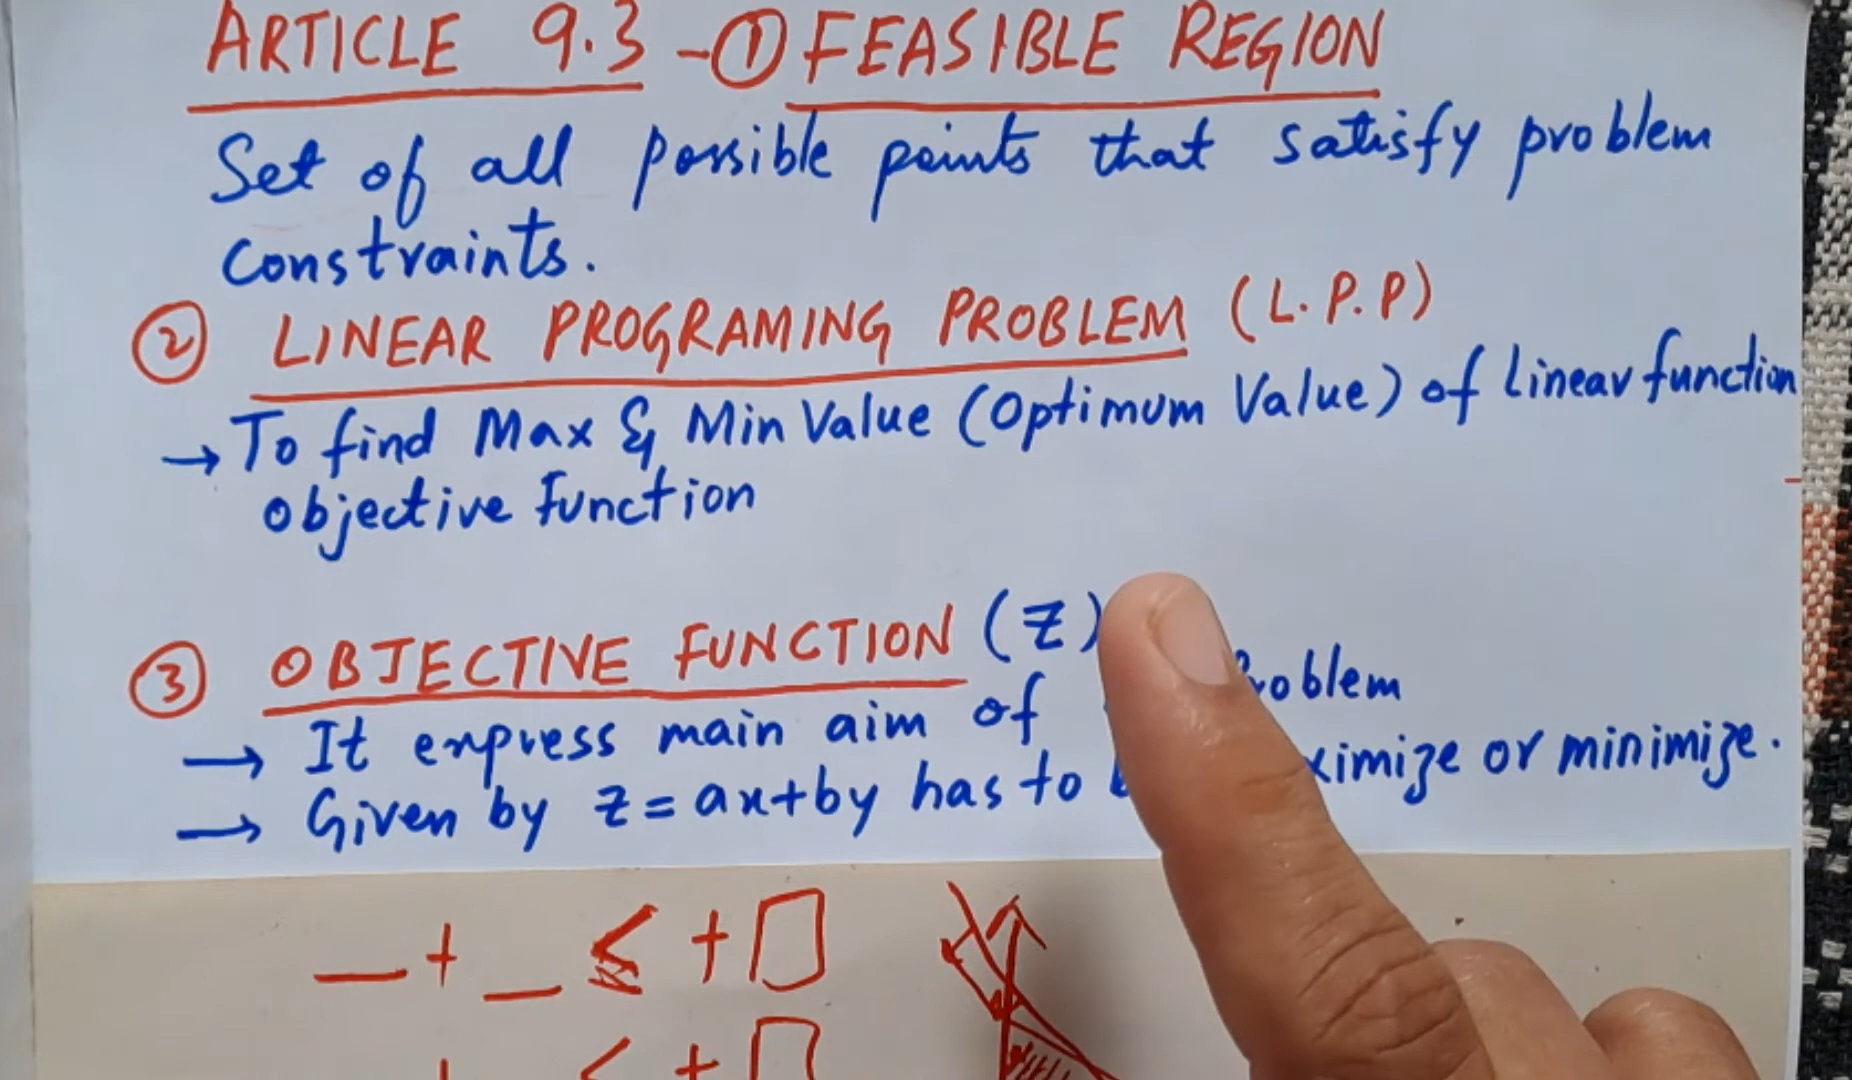 ARTICLE 9.3 - ① FEASIBLE REGION
Set of all possible points that satisfy problem
constraints.
② LINEAR PROGRAMING PROBLEM (L.P.P)
→ To find Max & Min Value (Optimum Value) of Linear function
objective function
③ OBJECTIVE FUNCTION (Z)
→ It express main aim of roblem
→ Given by Z = ax+by has to ximize or minimize.
_ + _ ≤ + □
+ ≤ + □